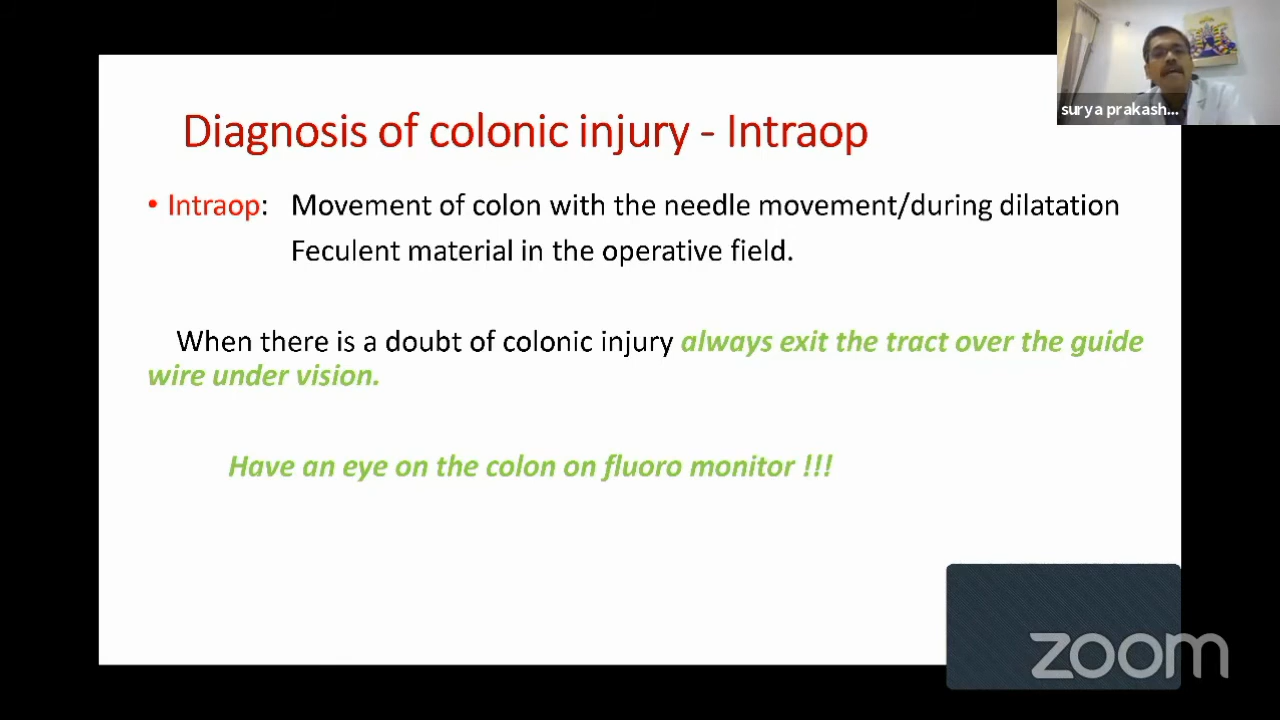 surya prakash...
Diagnosis of colonic injury - Intraop
• Intraop: Movement of colon with the needle movement/during dilatation
Feculent material in the operative field.
When there is a doubt of colonic injury always exit the tract over the guide
wire under vision.
Have an eye on the colon on fluoro monitor !!!
zoom